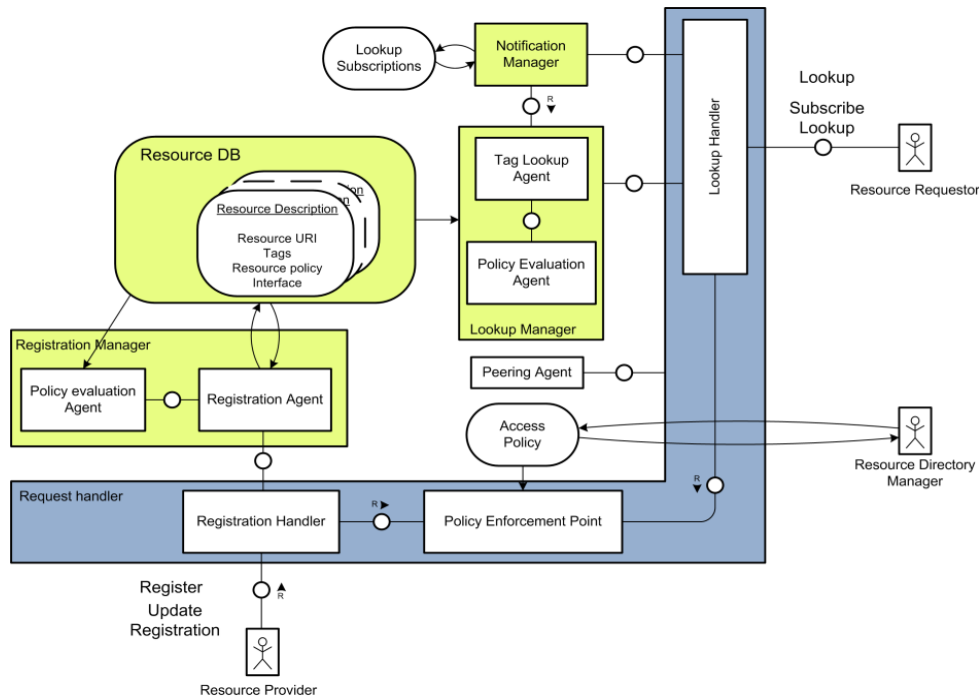 Lookup
Subscriptions
Notification
Manager
R
Lookup
Subscribe
Lookup
Lookup Handler
Resource Requestor
Resource DB
Resource Description
Resource URI
Tags
Resource policy
Interface
Tag Lookup
Agent
Policy Evaluation
Agent
Lookup Manager
Registration Manager
Policy evaluation
Agent
Registration Agent
Peering Agent
Access
Policy
Resource Directory
Manager
Request handler
Registration Handler
R
Policy Enforcement Point
R
Register
Update
Registration
R
Resource Provider